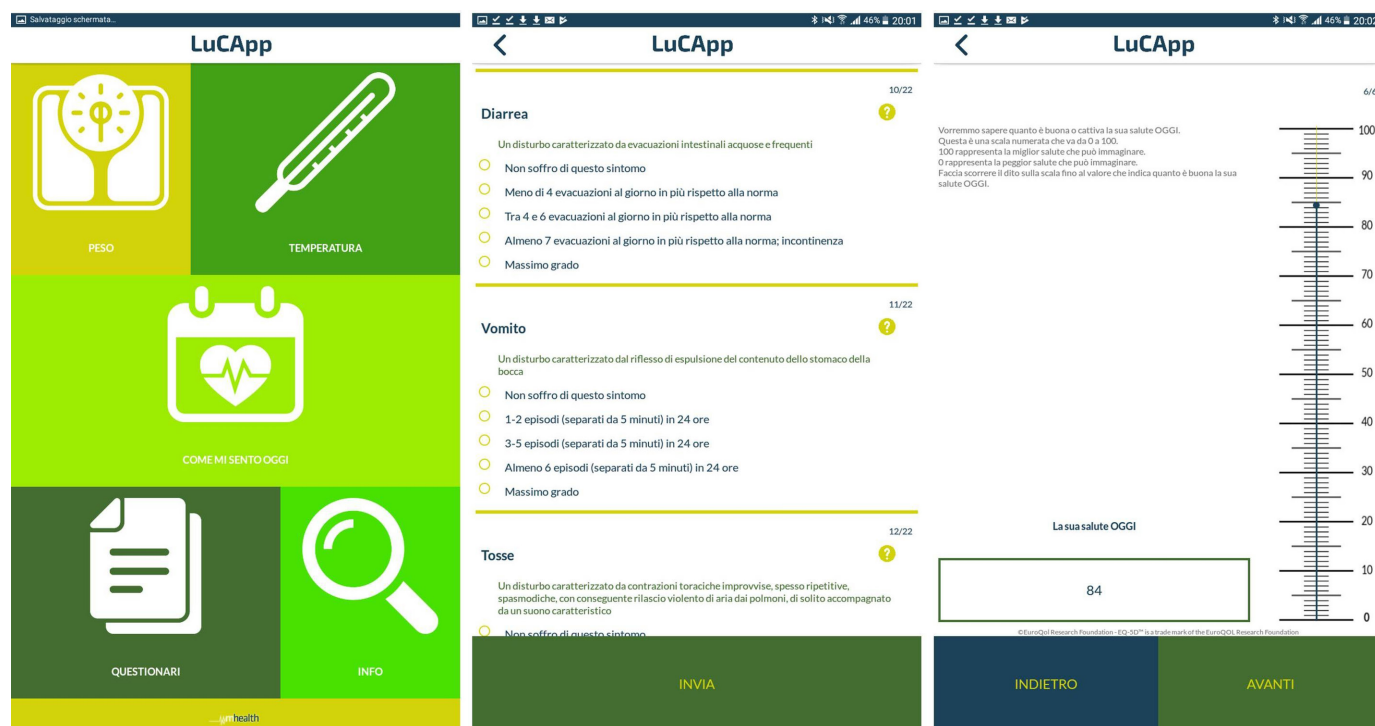 Salvataggio schermata...
LuCApp
PESO
TEMPERATURA
COME MI SENTO OGGI
QUESTIONARI
INFO
mhealth
46% 20:01
LuCApp
10/22
Diarrea
?
Un disturbo caratterizzato da evacuazioni intestinali acquose e frequenti
Non soffro di questo sintomo
Meno di 4 evacuazioni al giorno in più rispetto alla norma
Tra 4 e 6 evacuazioni al giorno in più rispetto alla norma
Almeno 7 evacuazioni al giorno in più rispetto alla norma; incontinenza
Massimo grado
11/22
Vomito
?
Un disturbo caratterizzato dal riflesso di espulsione del contenuto dello stomaco della
bocca
Non soffro di questo sintomo
1-2 episodi (separati da 5 minuti) in 24 ore
3-5 episodi (separati da 5 minuti) in 24 ore
Almeno 6 episodi (separati da 5 minuti) in 24 ore
Massimo grado
12/22
Tosse
?
Un disturbo caratterizzato da contrazioni toraciche improvvise, spesso ripetitive,
spasmodiche, con conseguente rilascio violento di aria dai polmoni, di solito accompagnato
da un suono caratteristico
Non soffro di questo sintomo
INVIA
46% 20:02
LuCApp
6/6
Vorremmo sapere quanto è buona o cattiva la sua salute OGGI.
Questa è una scala numerata che va da 0 a 100.
100 rappresenta la miglior salute che può immaginare.
0 rappresenta la peggior salute che può immaginare.
Faccia scorrere il dito sulla scala fino al valore che indica quanto è buona la sua
salute OGGI.
100
90
80
70
60
50
40
30
20
10
0
La sua salute OGGI
84
©EuroQol Research Foundation - EQ-5D™ is a trade mark of the EuroQOL Research Foundation
INDIETRO
AVANTI